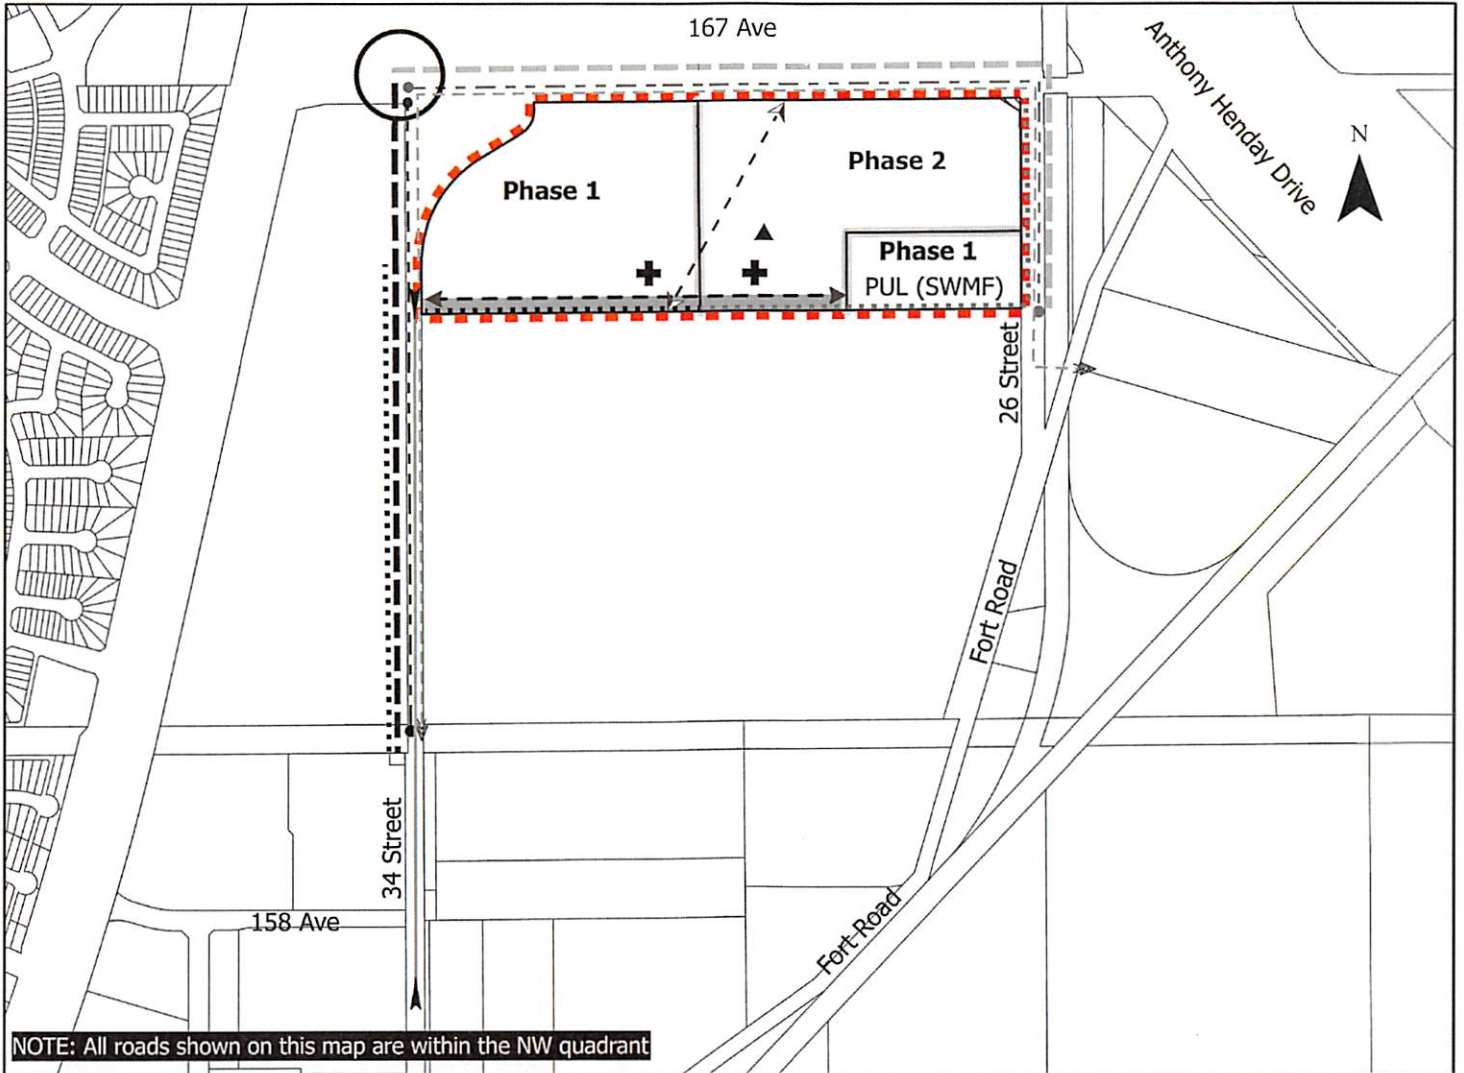 167 Ave
Anthony Henday Drive
N
Phase 1
Phase 2
Phase 1
PUL (SWMF)
26 Street
Fort Road
34 Street
158 Ave
Fort Road
NOTE: All roads shown on this map are within the NW quadrant